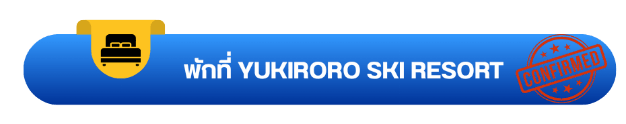 พักที่ YUKIRORO SKI RESORT
CONFIRMED